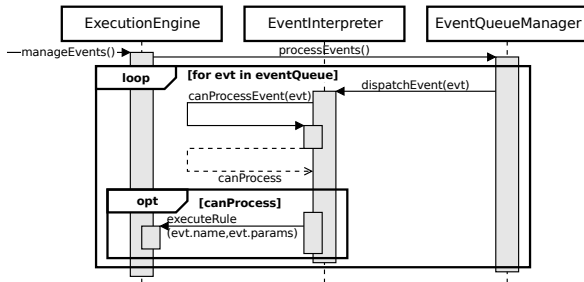 ExecutionEngine EventInterpreter EventQueueManager
manageEvents() processEvents()
loop [for evt in eventQueue]
dispatchEvent(evt)
canProcessEvent(evt)
canProcess
opt [canProcess]
executeRule
(evt.name,evt.params)